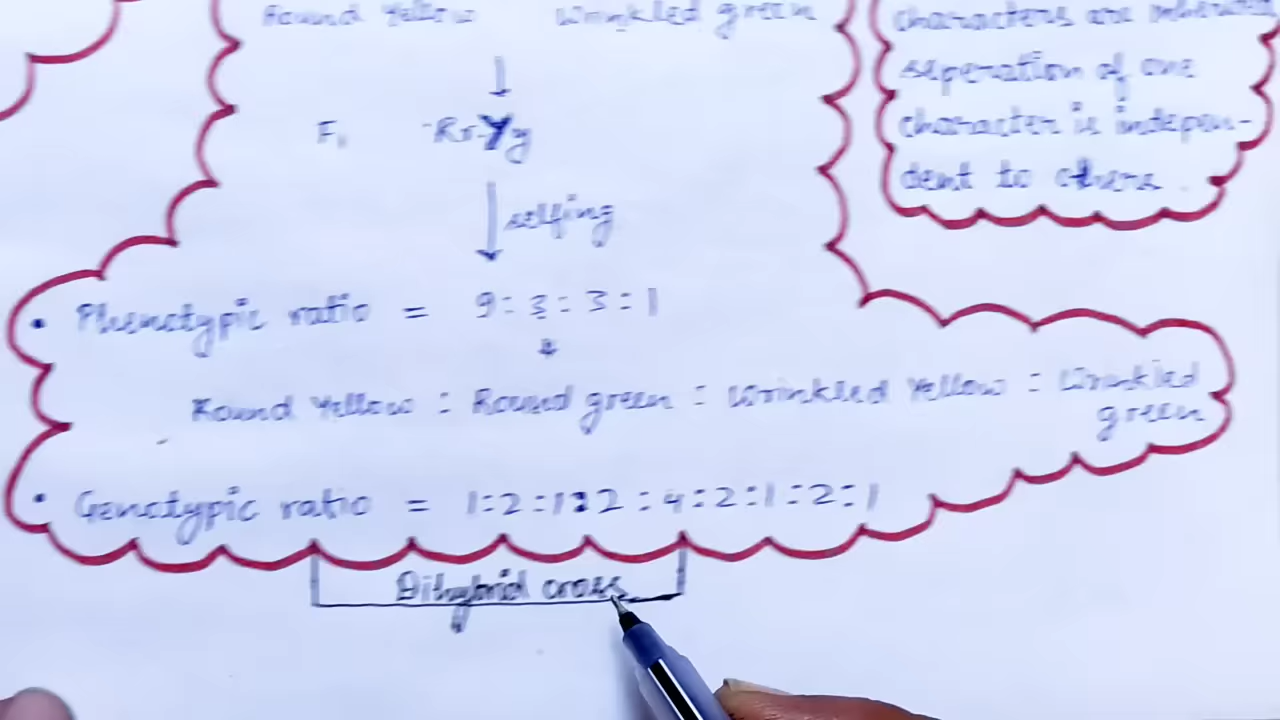 Round Yellow Wrinkled green
F₁ RrYy
selfing
• Phenotypic ratio = 9 : 3 : 3 : 1
Round Yellow : Round green : Wrinkled Yellow : Wrinkled
green
• Genotypic ratio = 1:2:1:2:4:2:1:2:1
Dihybrid cross
characters are inherited
seperation of one
character is indepen-
dent to others.